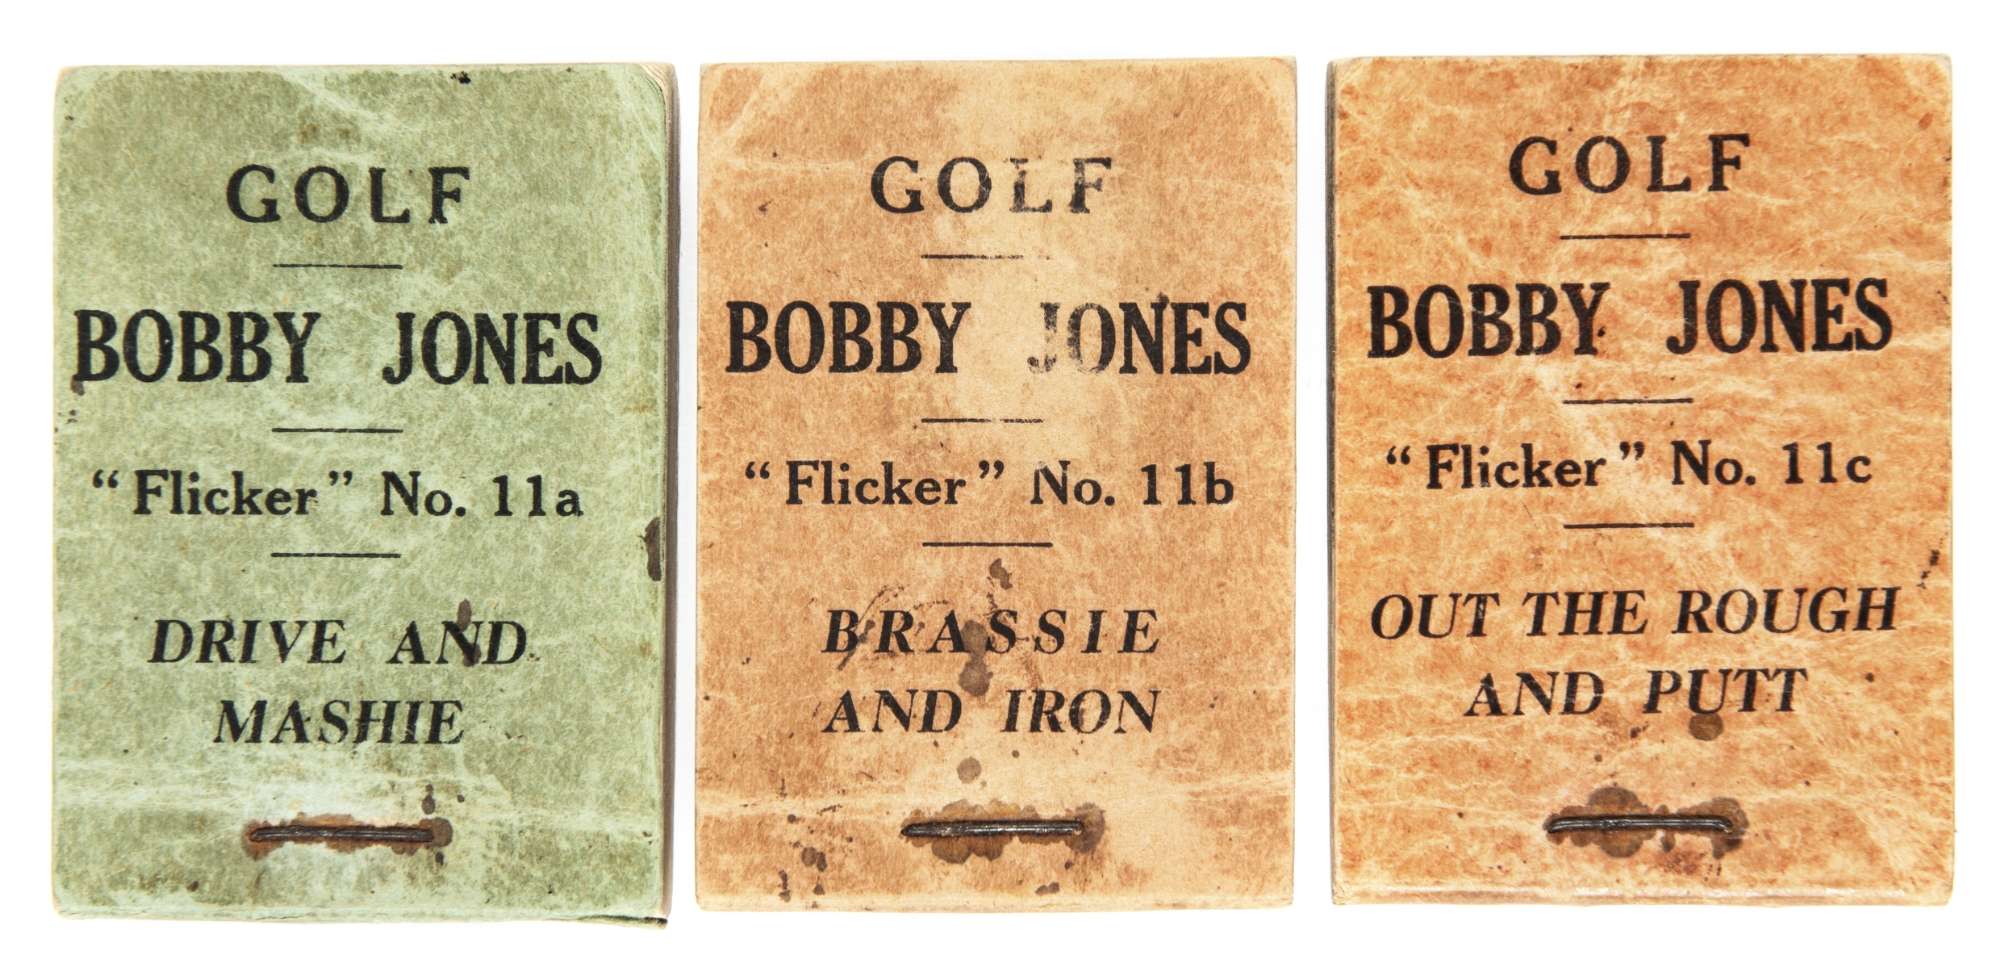 GOLF
BOBBY JONES
"Flicker" No. 11a
DRIVE AND
MASHIE
GOLF
BOBBY JONES
"Flicker" No. 11b
BRASSIE
AND IRON
GOLF
BOBBY JONES
"Flicker" No. 11c
OUT THE ROUGH
AND PUTT